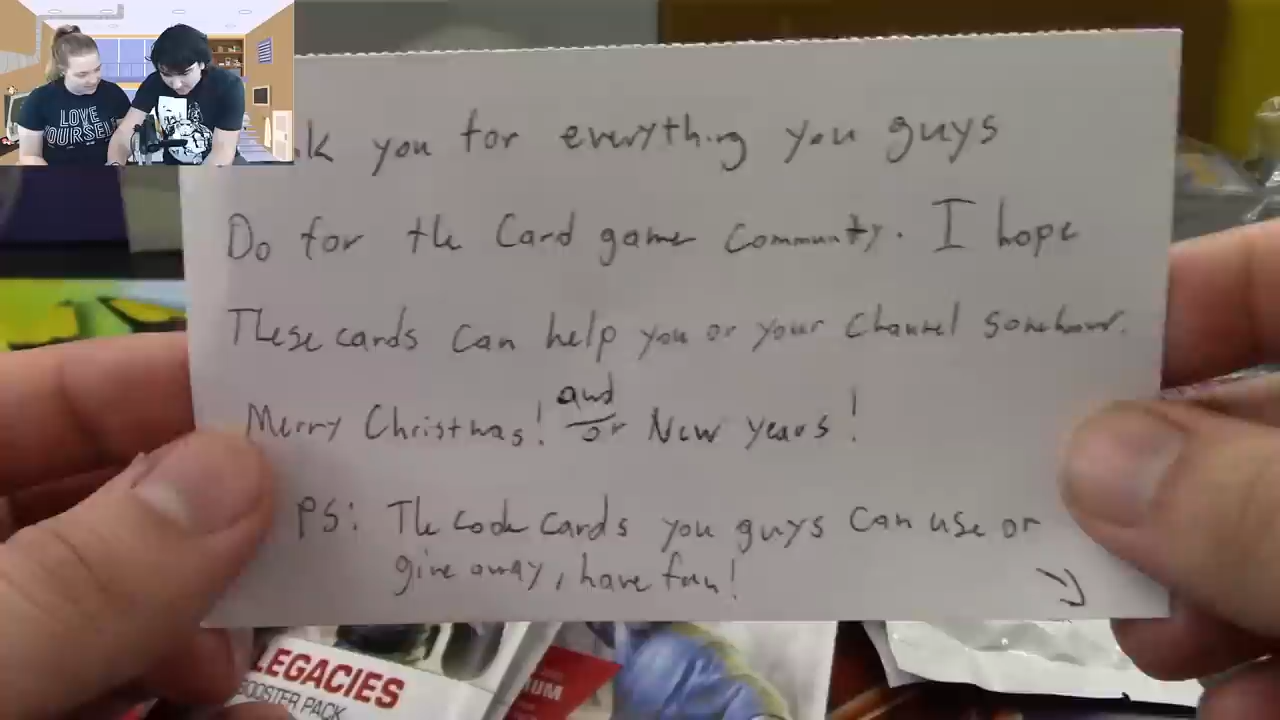 LOVE
YOURSELF
nk you for everything you guys
Do for the Card game Community. I hope
These cards can help you or your Channel somehow.
Merry Christmas! and/or New years!
PS: The code cards you guys can use or
give away, have fun!
LEGACIES
BOOSTER PACK